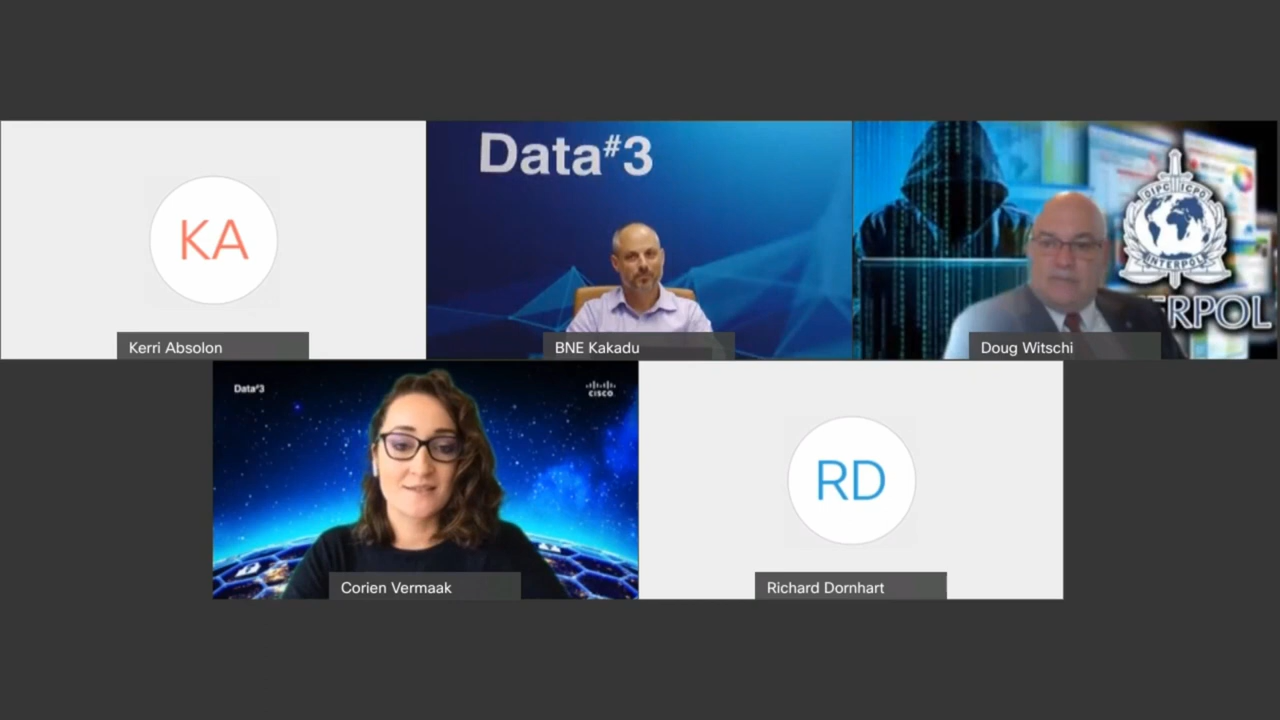 KA
Kerri Absolon
Data#3
BNE Kakadu
OIPC ICPO
INTERPOL
ERPOL
Doug Witschi
Data#3
CISCO
Corien Vermaak
RD
Richard Dornhart